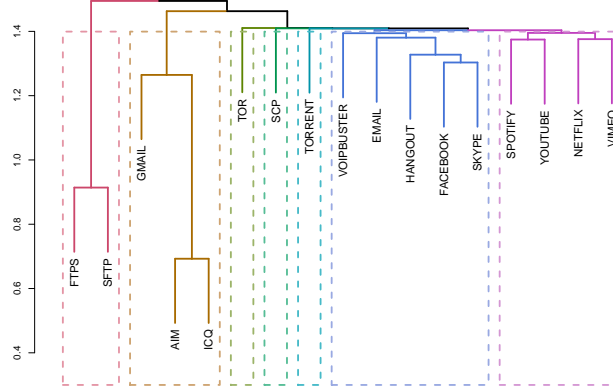 1.4
1.2
1.0
0.8
0.6
0.4
FTPS
SFTP
GMAIL
AIM
ICQ
TOR
SCP
TORRENT
VOIPBUSTER
EMAIL
HANGOUT
FACEBOOK
SKYPE
SPOTIFY
YOUTUBE
NETFLIX
VIMEO